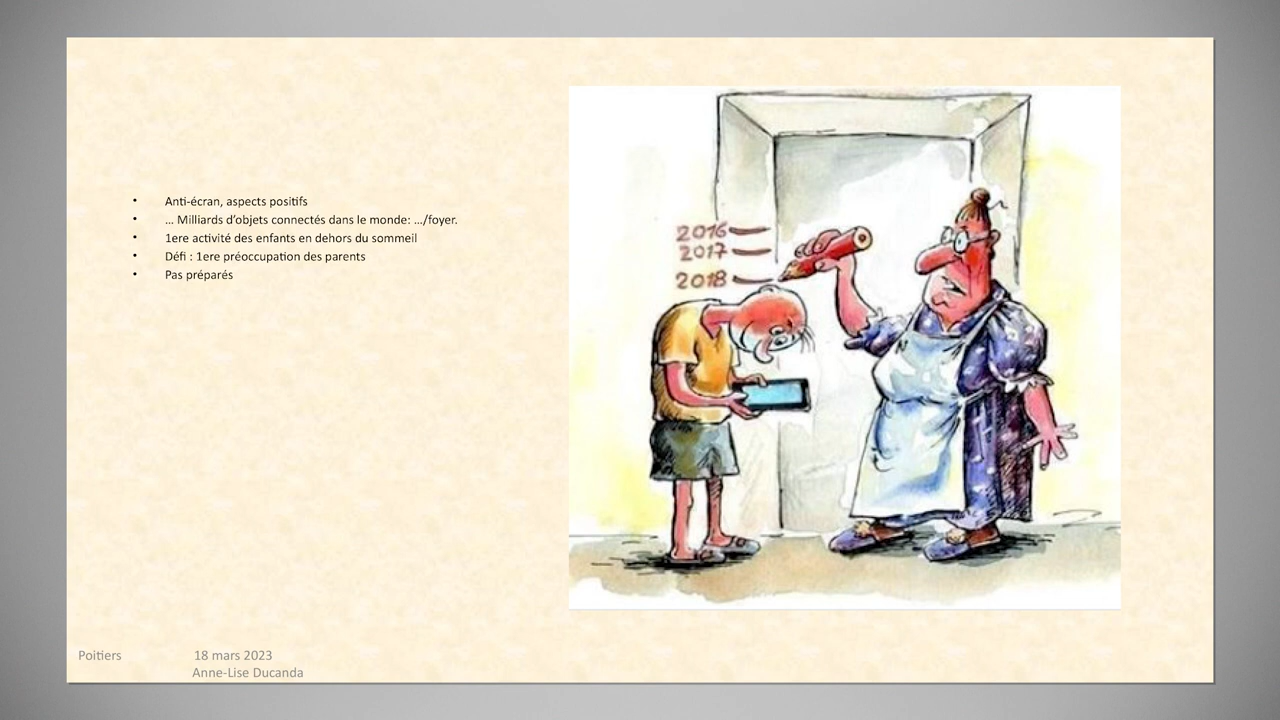 • Anti-écran, aspects positifs
• … Milliards d'objets connectés dans le monde: …/foyer.
• 1ere activité des enfants en dehors du sommeil
• Défi : 1ere préoccupation des parents
• Pas préparés
2016
2017
2018
Poitiers 18 mars 2023
Anne-Lise Ducanda